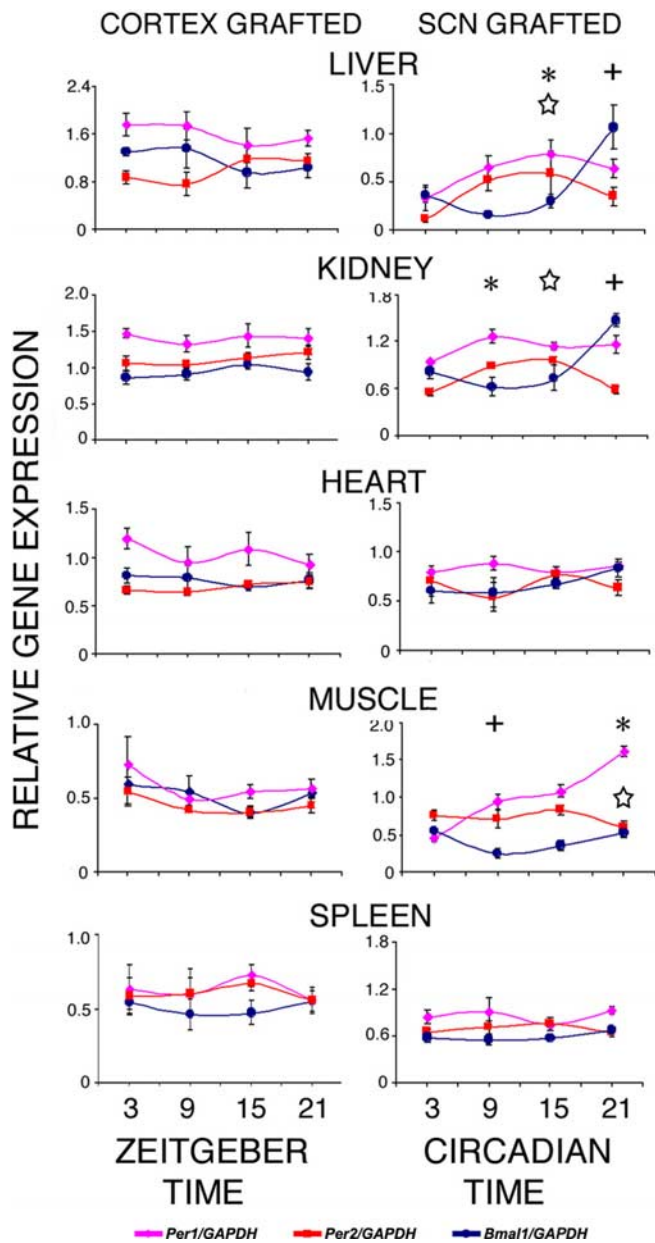 CORTEX GRAFTED SCN GRAFTED
LIVER
2.4 1.5
1.6 1.0
0.8 0.5
0 0
* +
☆
KIDNEY
2.0 1.8
1.5 1.2
1.0 0.6
0.5
0 0
* ☆ +
HEART
1.5 1.5
1.0 1.0
0.5 0.5
0 0
MUSCLE
1.0 2.0
1.5
0.5 1.0
0.5
0 0
+ *
☆
SPLEEN
1.0 1.8
1.2
0.5 0.6
0 0
RELATIVE GENE EXPRESSION
3 9 15 21 3 9 15 21
ZEITGEBER CIRCADIAN
TIME TIME
Per1/GAPDH Per2/GAPDH Bmal1/GAPDH